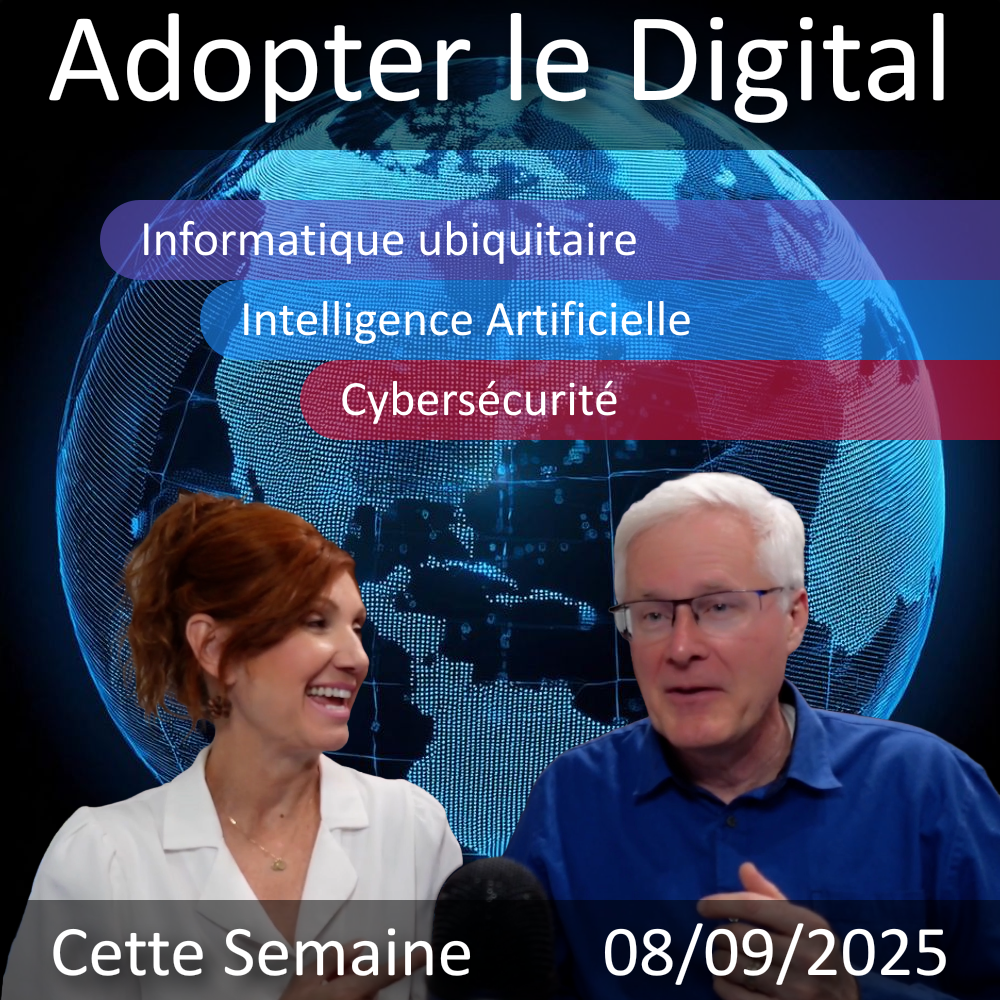 Adopter le Digital
Informatique ubiquitaire
Intelligence Artificielle
Cybersécurité
Cette Semaine
08/09/2025